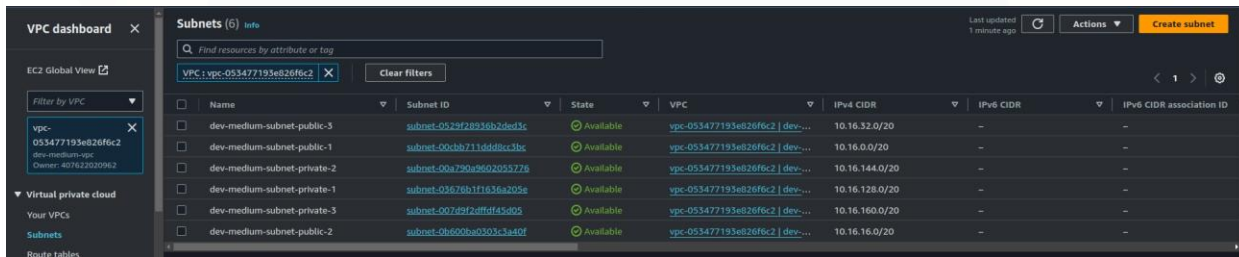 VPC dashboard
EC2 Global View
Filter by VPC
vpc-
053477193e826f6c2
dev-medium-vpc
Owner: 407622020962
Virtual private cloud
Your VPCs
Subnets
Route tables
Subnets (6) Info
Last updated
1 minute ago
Actions
Create subnet
Find resources by attribute or tag
VPC : vpc-053477193e826f6c2
Clear filters
1
Name Subnet ID State VPC IPv4 CIDR IPv6 CIDR IPv6 CIDR association ID
dev-medium-subnet-public-3 subnet-0529f28936b2ded3c Available vpc-053477193e826f6c2 | dev-... 10.16.32.0/20 –
dev-medium-subnet-public-1 subnet-00cbb711ddd8cc3bc Available vpc-053477193e826f6c2 | dev-... 10.16.0.0/20 – –
dev-medium-subnet-private-2 subnet-00a790a9602055776 Available vpc-053477193e826f6c2 | dev-... 10.16.144.0/20 – –
dev-medium-subnet-private-1 subnet-03676b1f1636a205e Available vpc-053477193e826f6c2 | dev-... 10.16.128.0/20 – –
dev-medium-subnet-private-3 subnet-007d9f2dffdf45d05 Available vpc-053477193e826f6c2 | dev-... 10.16.160.0/20 – –
dev-medium-subnet-public-2 subnet-0b600ba0303c3a40f Available vpc-053477193e826f6c2 | dev-... 10.16.16.0/20 – –